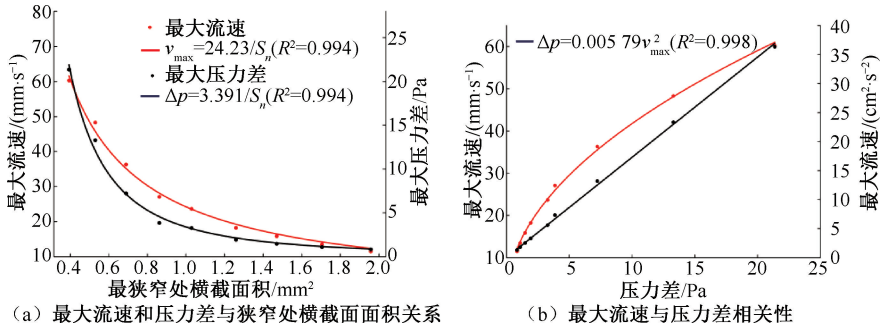 最大流速
v_max=24.23/S_n(R²=0.994)
最大压力差
Δp=3.391/S_n(R²=0.994)
最大流速/(mm·s⁻¹)
80
70
60
50
40
30
20
10
0.4 0.6 0.8 1.0 1.2 1.4 1.6 1.8 2.0
最狭窄处横截面积/mm²
25
20
15
10
5
0
最大压力差/Pa
(a)最大流速和压力差与狭窄处横截面面积关系
Δp=0.005 79v²_max(R²=0.998)
最大流速/(mm·s⁻¹)
60
50
40
30
20
10
0 5 10 15 20 25
压力差/Pa
40
35
30
25
20
15
10
5
0
最大流速/(cm²·s⁻²)
(b)最大流速与压力差相关性